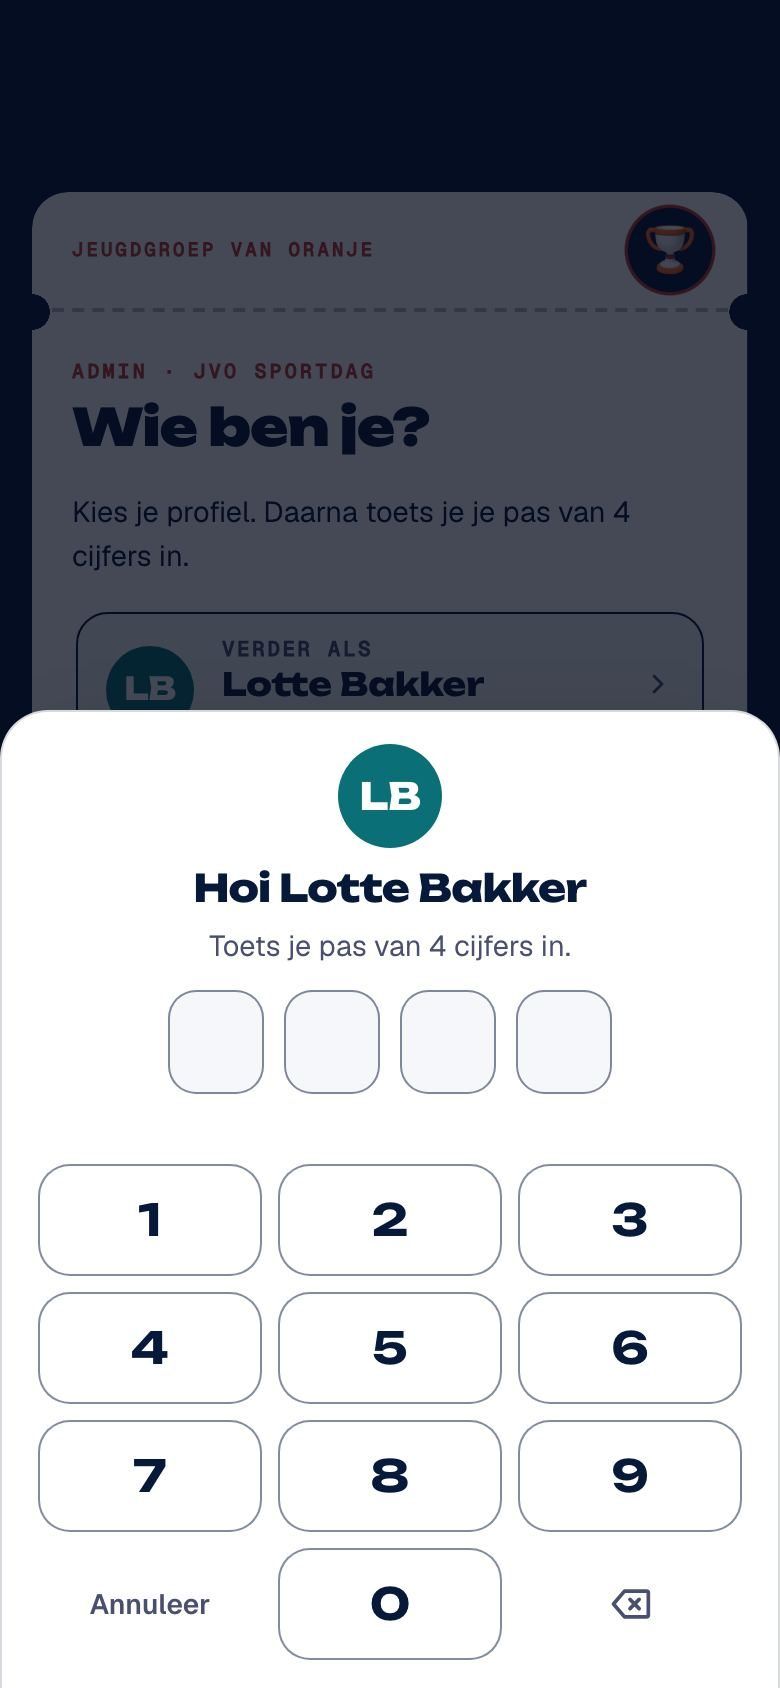 JEUGDGROEP VAN ORANJE
ADMIN · JVO SPORTDAG
Wie ben je?
Kies je profiel. Daarna toets je je pas van 4
cijfers in.
VERDER ALS
LB
Lotte Bakker
LB
Hoi Lotte Bakker
Toets je pas van 4 cijfers in.
1 2 3
4 5 6
7 8 9
Annuleer 0